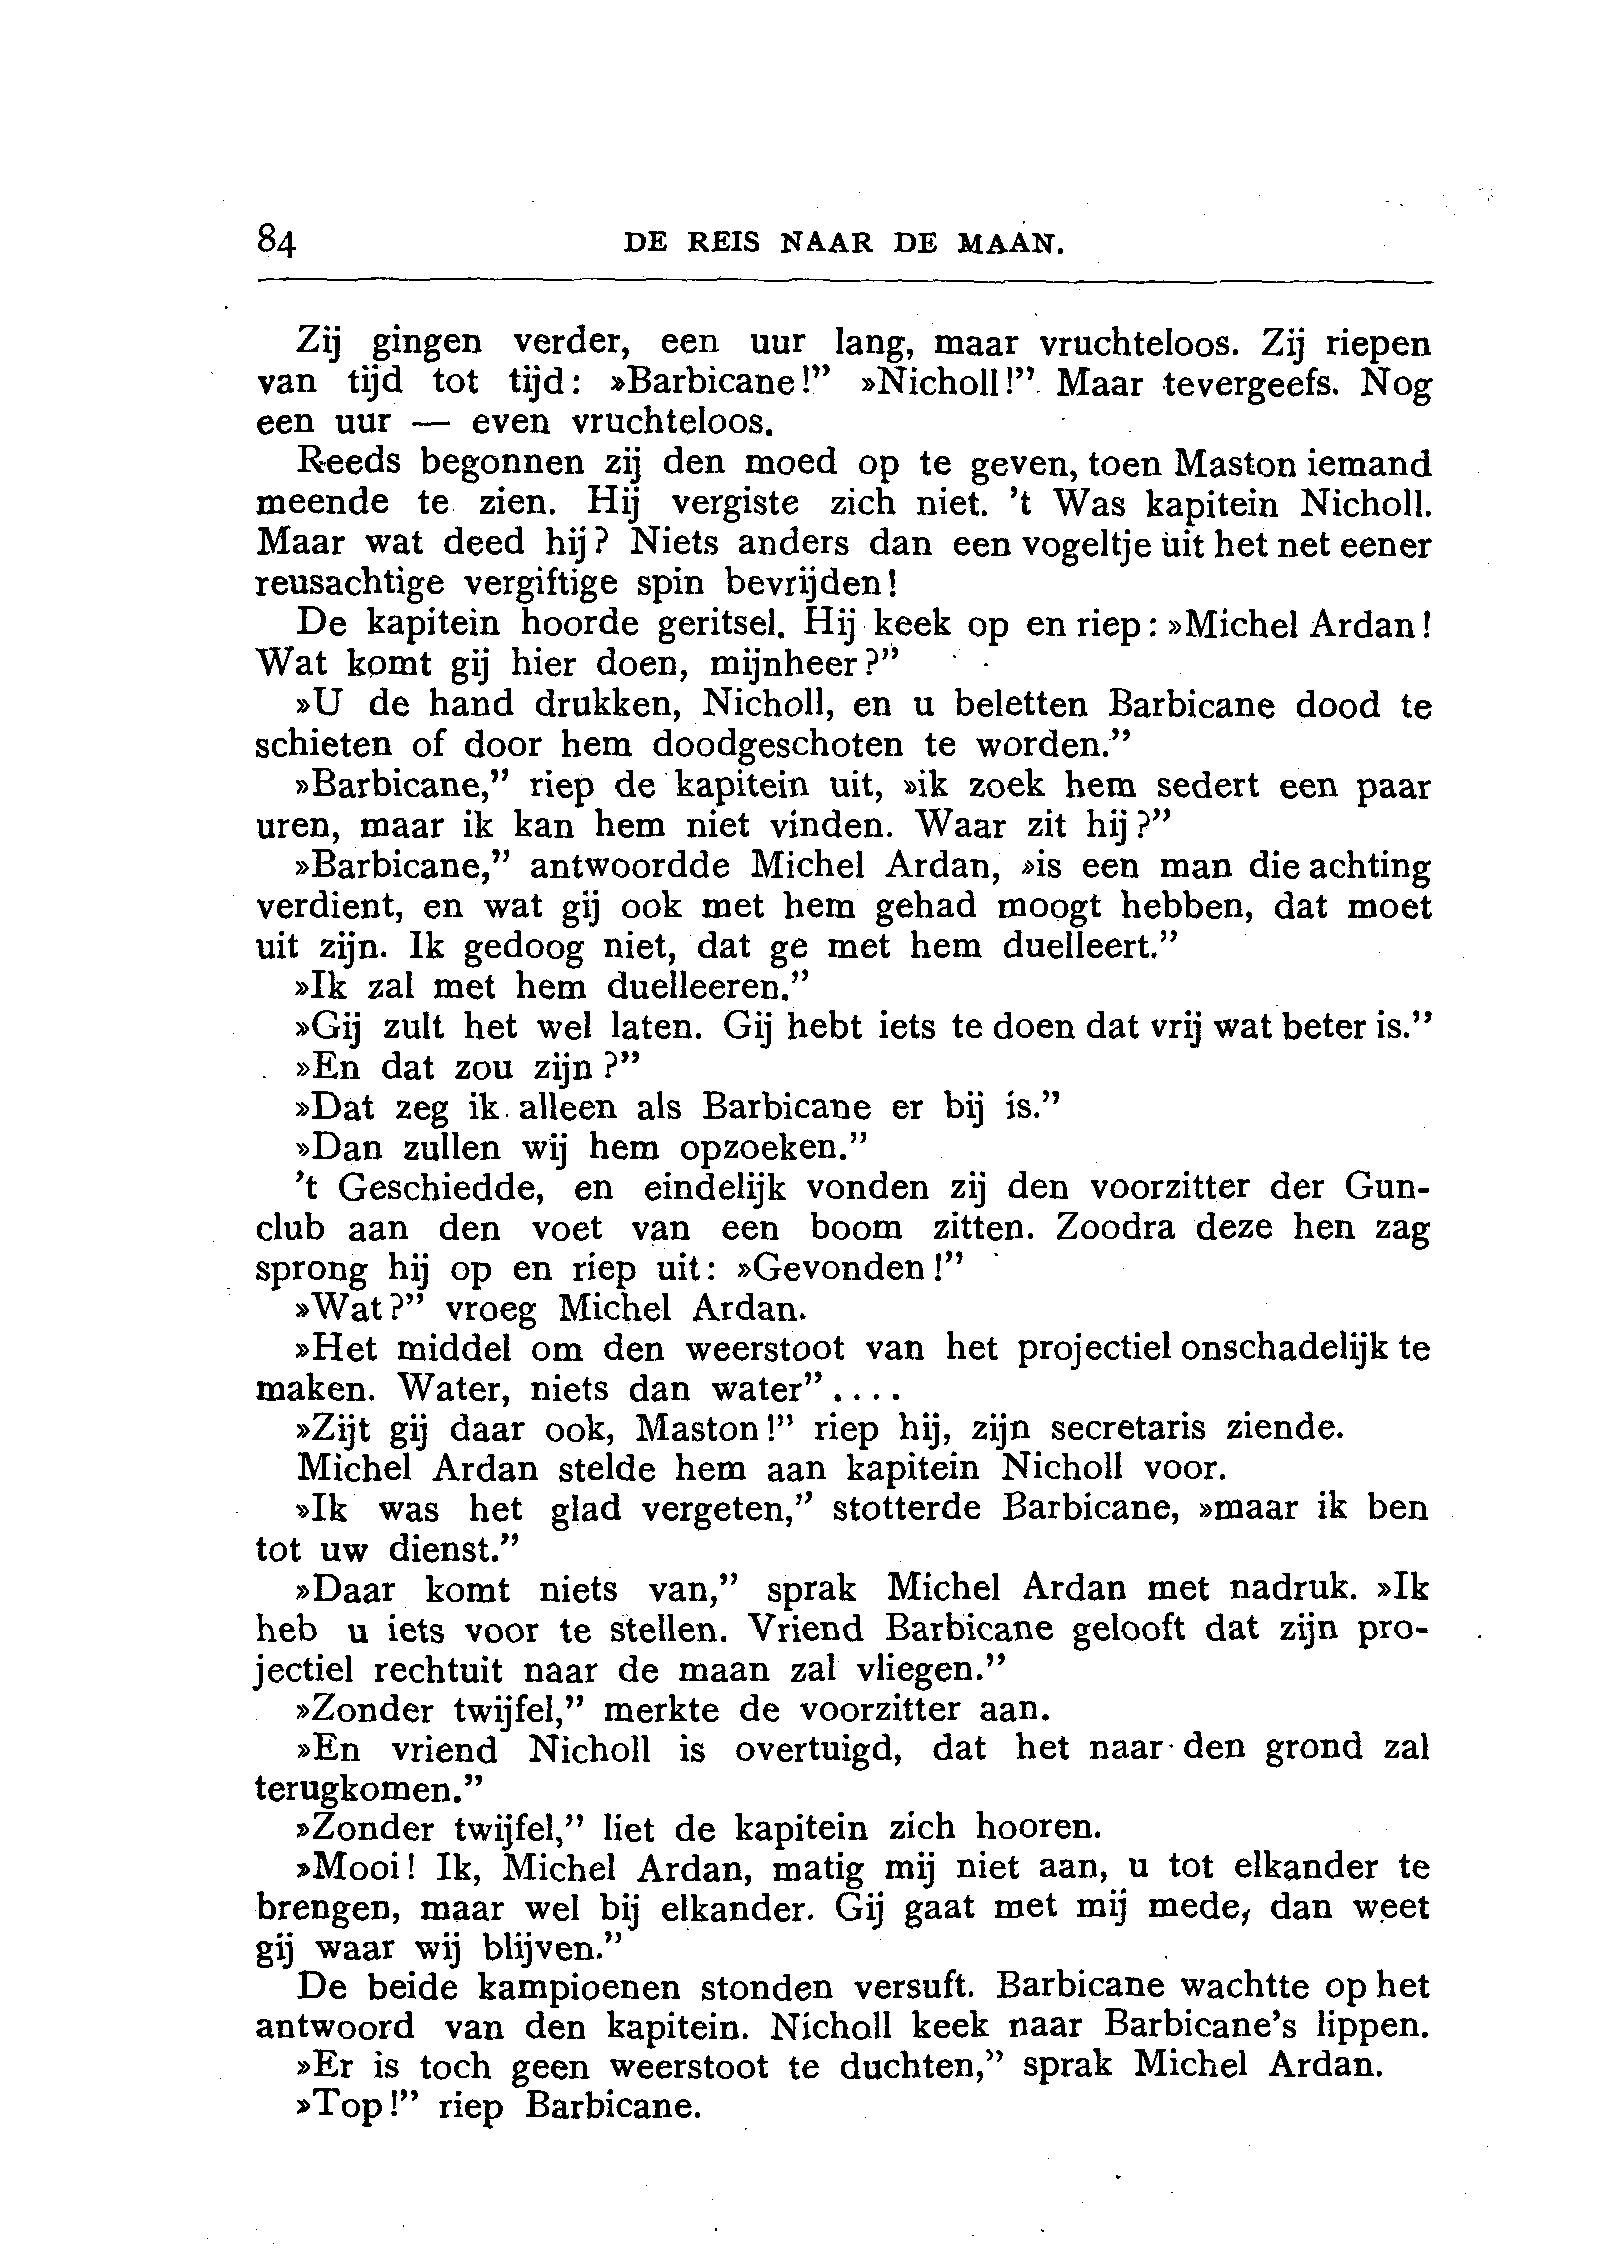 84 DE REIS NAAR DE MAAN.
Zij gingen verder, een uur lang, maar vruchteloos. Zij riepen
van tijd tot tijd: »Barbicane!” »Nicholl!” Maar tevergeefs. Nog
een uur — even vruchteloos.
Reeds begonnen zij den moed op te geven, toen Maston iemand
meende te zien. Hij vergiste zich niet. ’t Was kapitein Nicholl.
Maar wat deed hij? Niets anders dan een vogeltje uit het net eener
reusachtige vergiftige spin bevrijden!
De kapitein hoorde geritsel. Hij keek op en riep: »Michel Ardan!
Wat komt gij hier doen, mijnheer?”
»U de hand drukken, Nicholl, en u beletten Barbicane dood te
schieten of door hem doodgeschoten te worden.”
»Barbicane,” riep de kapitein uit, »ik zoek hem sedert een paar
uren, maar ik kan hem niet vinden. Waar zit hij?”
»Barbicane,” antwoordde Michel Ardan, »is een man die achting
verdient, en wat gij ook met hem gehad moogt hebben, dat moet
uit zijn. Ik gedoog niet, dat ge met hem duelleert.”
»Ik zal met hem duelleeren.”
»Gij zult het wel laten. Gij hebt iets te doen dat vrij wat beter is.”
»En dat zou zijn?”
»Dat zeg ik alleen als Barbicane er bij is.”
»Dan zullen wij hem opzoeken.”
’t Geschiedde, en eindelijk vonden zij den voorzitter der Gun-
club aan den voet van een boom zitten. Zoodra deze hen zag
sprong hij op en riep uit: »Gevonden!”
»Wat?” vroeg Michel Ardan.
»Het middel om den weerstoot van het projectiel onschadelijk te
maken. Water, niets dan water”....
»Zijt gij daar ook, Maston!” riep hij, zijn secretaris ziende.
Michel Ardan stelde hem aan kapitein Nicholl voor.
»Ik was het glad vergeten,” stotterde Barbicane, »maar ik ben
tot uw dienst.”
»Daar komt niets van,” sprak Michel Ardan met nadruk. »Ik
heb u iets voor te stellen. Vriend Barbicane gelooft dat zijn pro-
jectiel rechtuit naar de maan zal vliegen.”
»Zonder twijfel,” merkte de voorzitter aan.
»En vriend Nicholl is overtuigd, dat het naar den grond zal
terugkomen.”
»Zonder twijfel,” liet de kapitein zich hooren.
»Mooi! Ik, Michel Ardan, matig mij niet aan, u tot elkander te
brengen, maar wel bij elkander. Gij gaat met mij mede, dan weet
gij waar wij blijven.”
De beide kampioenen stonden versuft. Barbicane wachtte op het
antwoord van den kapitein. Nicholl keek naar Barbicane’s lippen.
»Er is toch geen weerstoot te duchten,” sprak Michel Ardan.
»Top!” riep Barbicane.